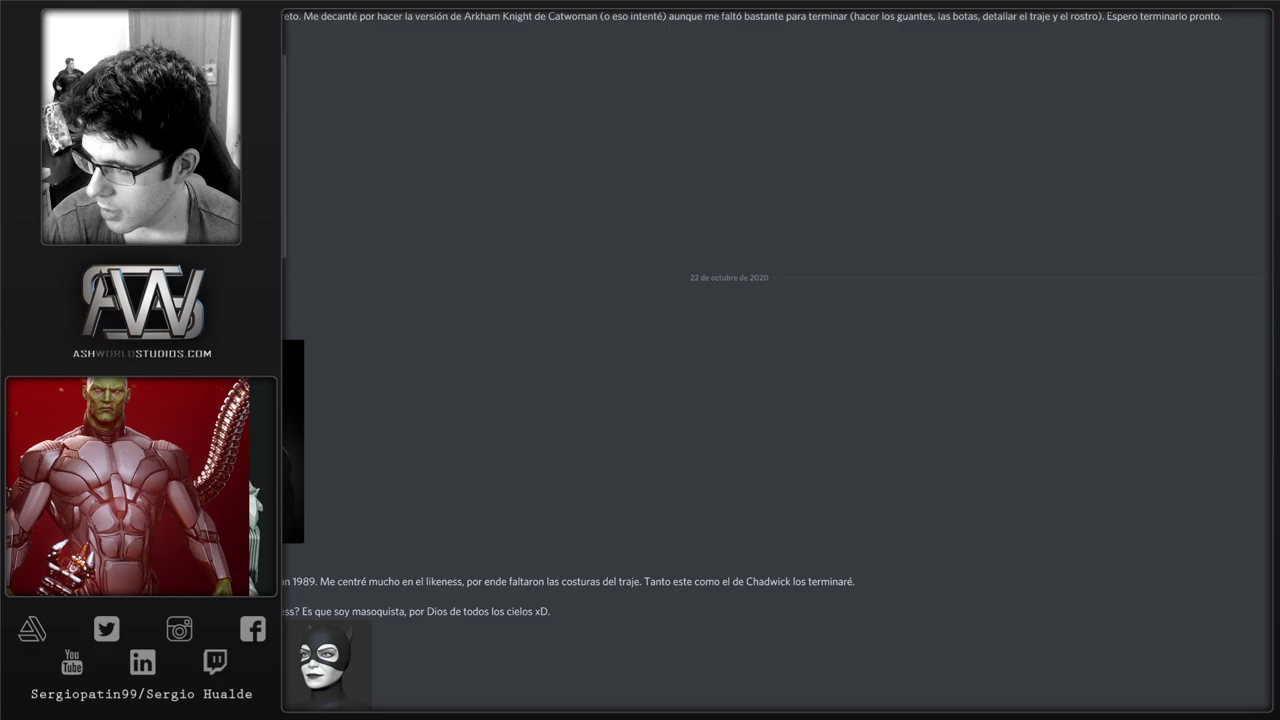 eto. Me decanté por hacer la versión de Arkham Knight de Catwoman (o eso intenté) aunque me faltó bastante para terminar (hacer los guantes, las botas, detallar el traje y el rostro). Espero terminarlo pronto.
22 de octubre de 2020
an 1989. Me centré mucho en el likeness, por ende faltaron las costuras del traje. Tanto este como el de Chadwick los terminaré.
ess? Es que soy masoquista, por Dios de todos los cielos xD.
ASW
ASHWORLDSTUDIOS.COM
You
Tube
in
Sergiopatin99/Sergio Hualde